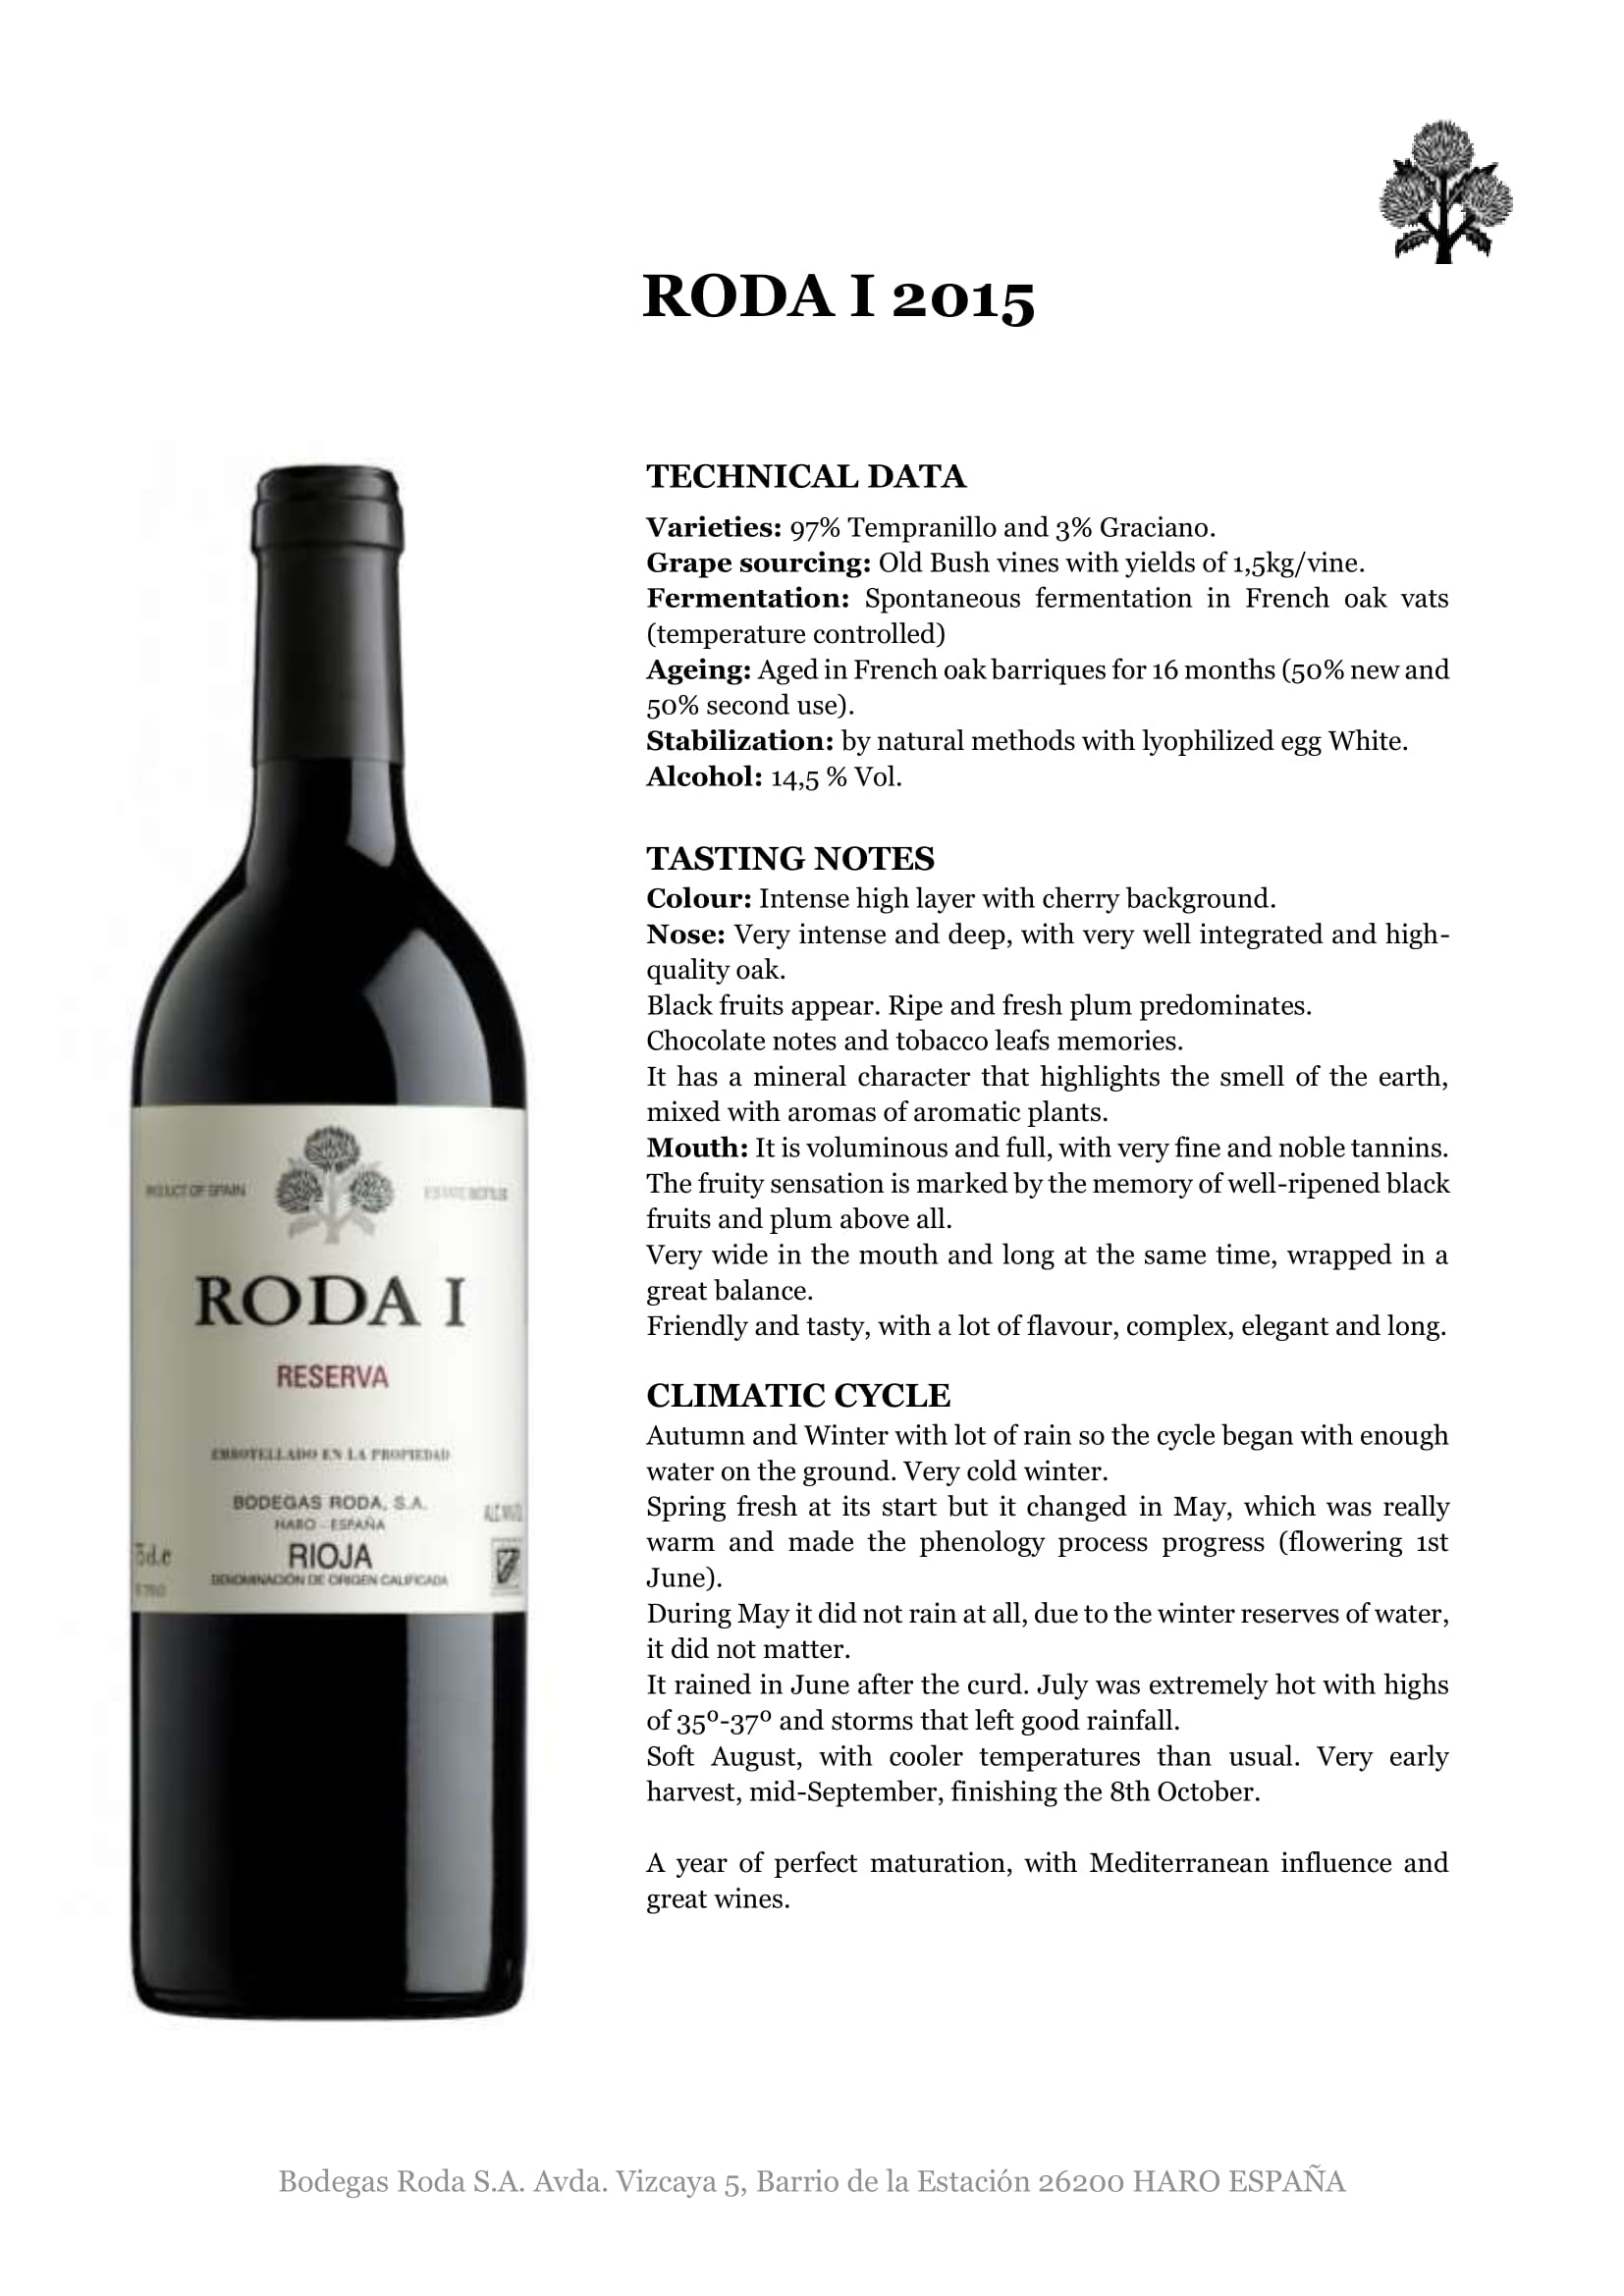 RODA I 2015
TECHNICAL DATA
Varieties: 97% Tempranillo and 3% Graciano.
Grape sourcing: Old Bush vines with yields of 1,5kg/vine.
Fermentation: Spontaneous fermentation in French oak vats
(temperature controlled)
Ageing: Aged in French oak barriques for 16 months (50% new and
50% second use).
Stabilization: by natural methods with lyophilized egg White.
Alcohol: 14,5 % Vol.
TASTING NOTES
Colour: Intense high layer with cherry background.
Nose: Very intense and deep, with very well integrated and high-
quality oak.
Black fruits appear. Ripe and fresh plum predominates.
Chocolate notes and tobacco leafs memories.
It has a mineral character that highlights the smell of the earth,
mixed with aromas of aromatic plants.
Mouth: It is voluminous and full, with very fine and noble tannins.
The fruity sensation is marked by the memory of well-ripened black
fruits and plum above all.
Very wide in the mouth and long at the same time, wrapped in a
great balance.
Friendly and tasty, with a lot of flavour, complex, elegant and long.
CLIMATIC CYCLE
Autumn and Winter with lot of rain so the cycle began with enough
water on the ground. Very cold winter.
Spring fresh at its start but it changed in May, which was really
warm and made the phenology process progress (flowering 1st
June).
During May it did not rain at all, due to the winter reserves of water,
it did not matter.
It rained in June after the curd. July was extremely hot with highs
of 35º-37º and storms that left good rainfall.
Soft August, with cooler temperatures than usual. Very early
harvest, mid-September, finishing the 8th October.
A year of perfect maturation, with Mediterranean influence and
great wines.
OF SPAIN
RODA I
RESERVA
EMBOTELLADO EN LA PROPIEDAD
BODEGAS RODA, S.A.
HARO - ESPAÑA
RIOJA
DENOMINACIÓN DE ORIGEN CALIFICADA
Bodegas Roda S.A. Avda. Vizcaya 5, Barrio de la Estación 26200 HARO ESPAÑA